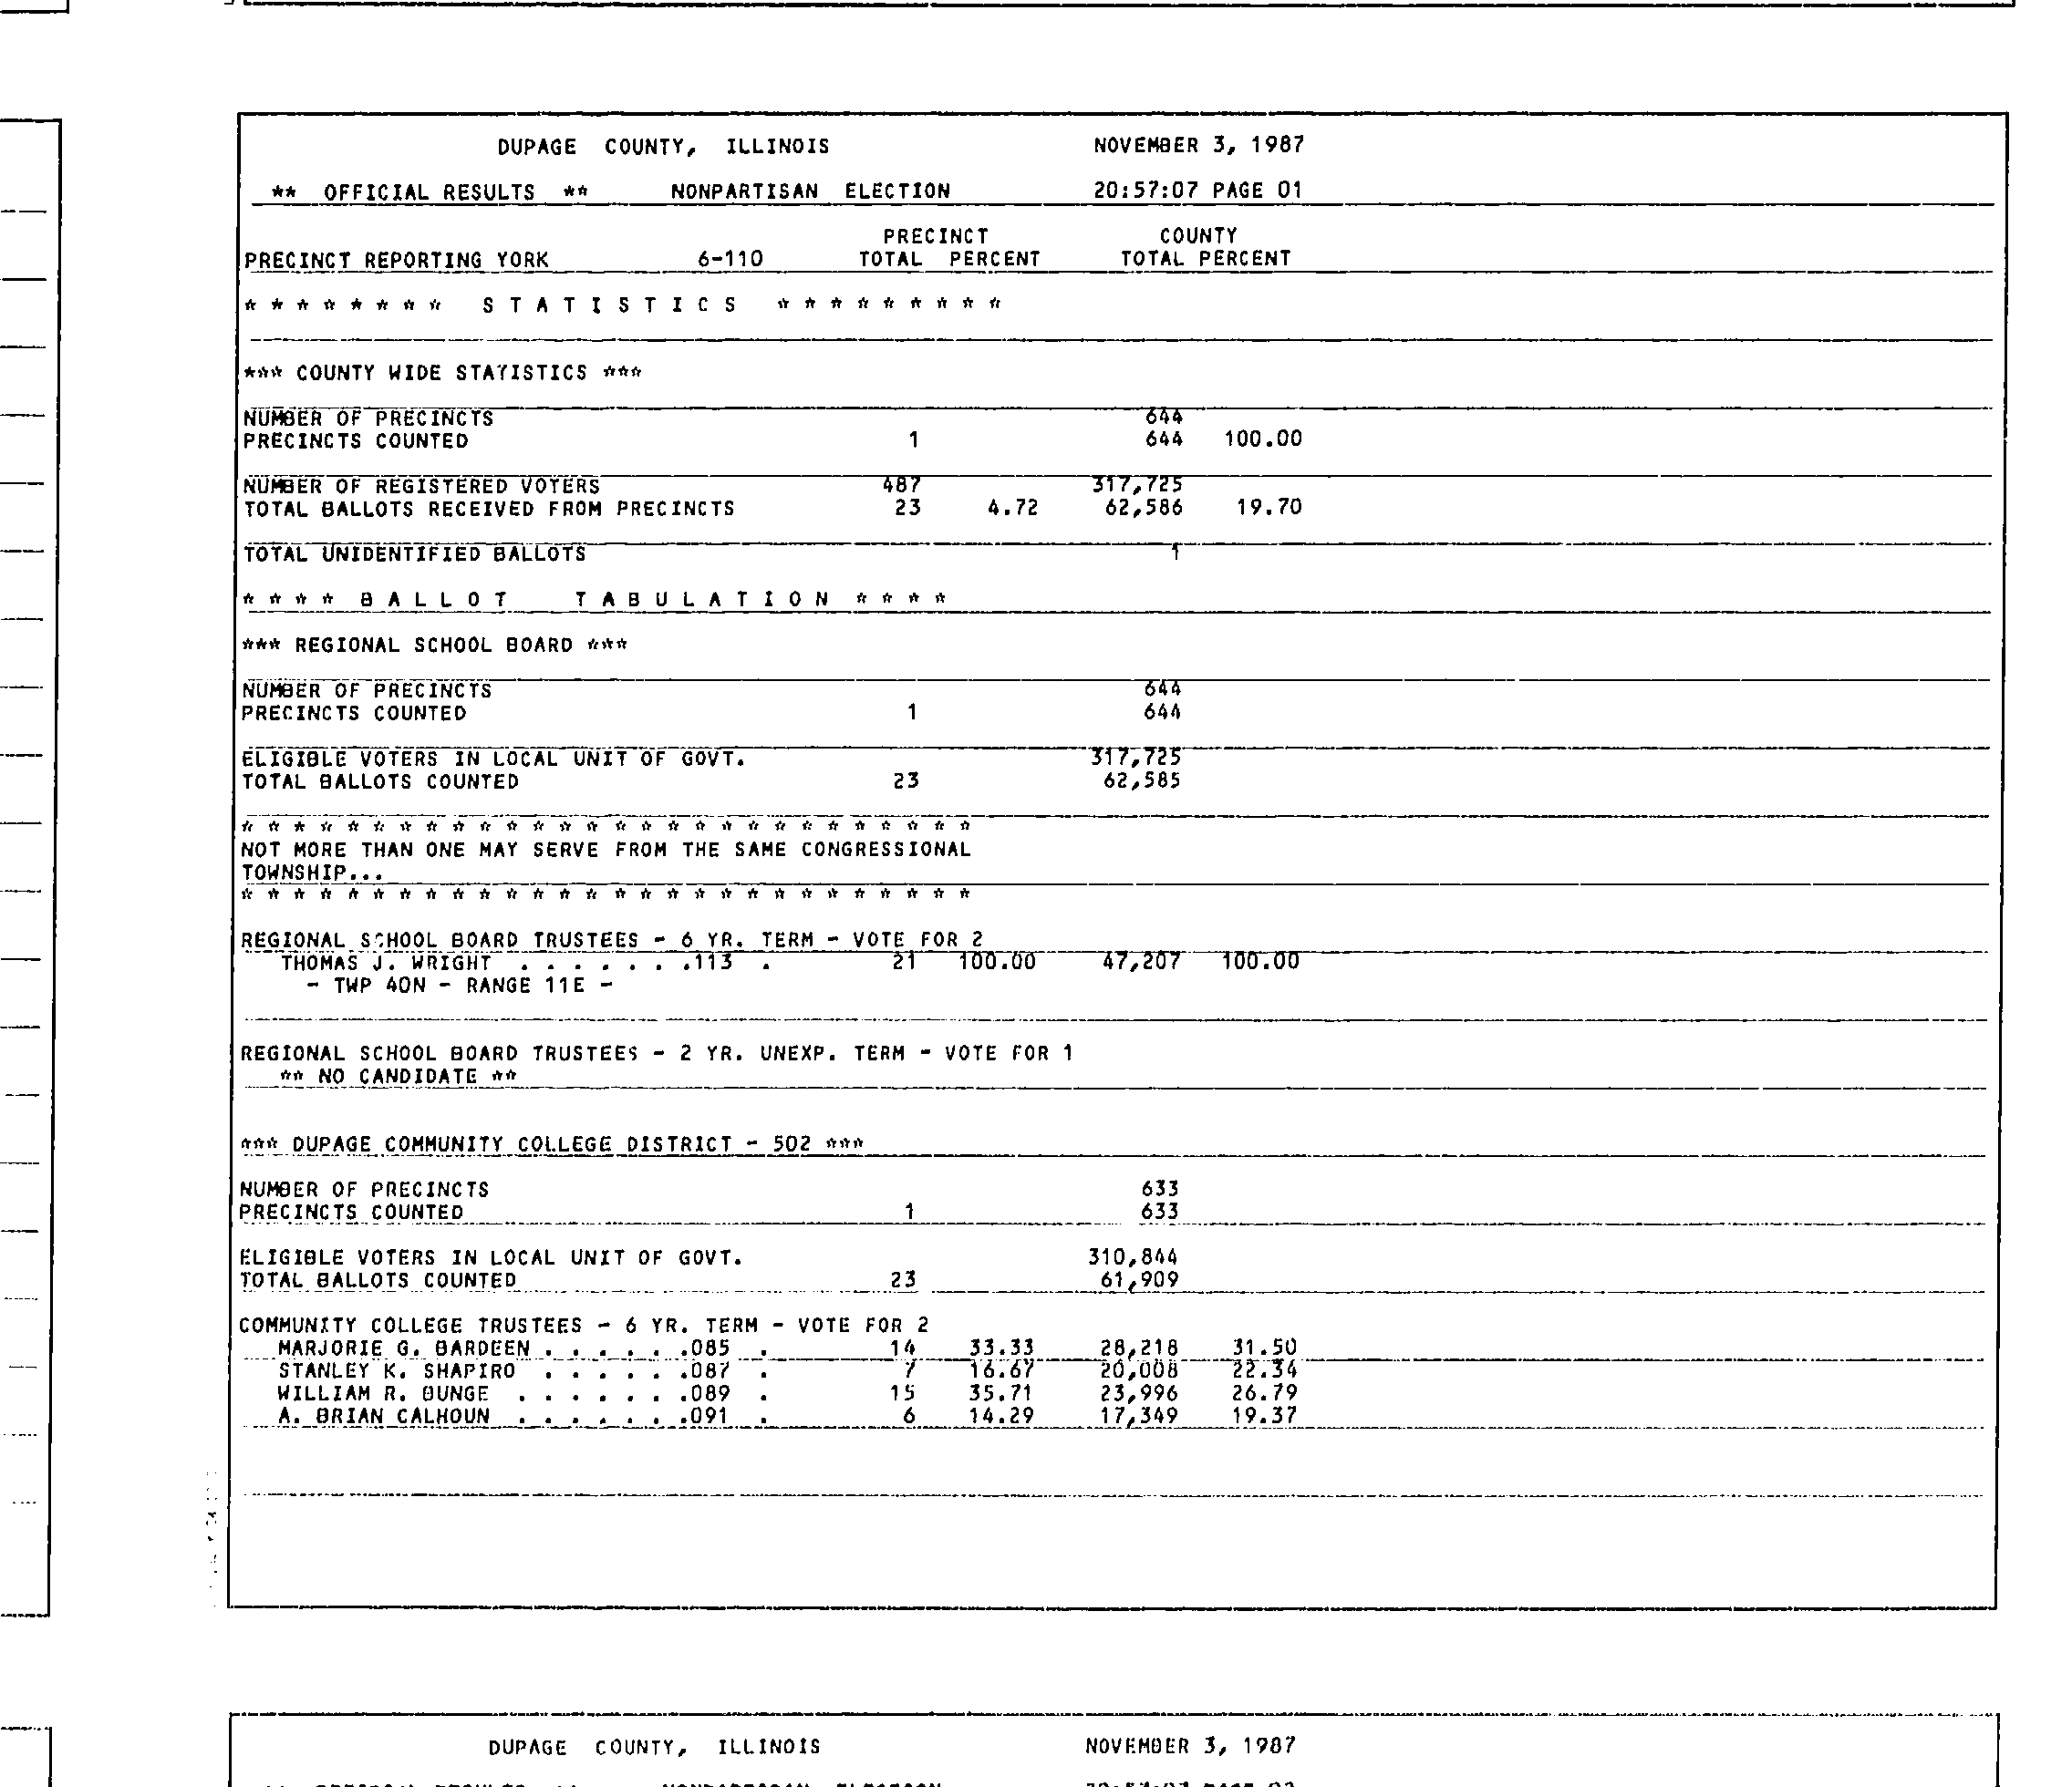 DUPAGE COUNTY, ILLINOIS NOVEMBER 3, 1987
** OFFICIAL RESULTS ** NONPARTISAN ELECTION 20:57:07 PAGE 01
PRECINCT COUNTY
PRECINCT REPORTING YORK 6-110 TOTAL PERCENT TOTAL PERCENT
* * * * * * * * S T A T I S T I C S * * * * * * * * *
*** COUNTY WIDE STATISTICS ***
NUMBER OF PRECINCTS 644
PRECINCTS COUNTED 1 644 100.00
NUMBER OF REGISTERED VOTERS 487 317,725
TOTAL BALLOTS RECEIVED FROM PRECINCTS 23 4.72 62,586 19.70
TOTAL UNIDENTIFIED BALLOTS 1
* * * * B A L L O T T A B U L A T I O N * * * *
*** REGIONAL SCHOOL BOARD ***
NUMBER OF PRECINCTS 644
PRECINCTS COUNTED 1 644
ELIGIBLE VOTERS IN LOCAL UNIT OF GOVT. 317,725
TOTAL BALLOTS COUNTED 23 62,585
* * * * * * * * * * * * * * * * * * * * * * * * * * * *
NOT MORE THAN ONE MAY SERVE FROM THE SAME CONGRESSIONAL
TOWNSHIP...
* * * * * * * * * * * * * * * * * * * * * * * * * * * *
REGIONAL SCHOOL BOARD TRUSTEES - 6 YR. TERM - VOTE FOR 2
THOMAS J. WRIGHT . . . . . . .113 . 21 100.00 47,207 100.00
- TWP 40N - RANGE 11E -
REGIONAL SCHOOL BOARD TRUSTEES - 2 YR. UNEXP. TERM - VOTE FOR 1
** NO CANDIDATE **
*** DUPAGE COMMUNITY COLLEGE DISTRICT - 502 ***
NUMBER OF PRECINCTS 633
PRECINCTS COUNTED 1 633
ELIGIBLE VOTERS IN LOCAL UNIT OF GOVT. 310,844
TOTAL BALLOTS COUNTED 23 61,909
COMMUNITY COLLEGE TRUSTEES - 6 YR. TERM - VOTE FOR 2
MARJORIE G. BARDEEN . . . . . .085 . 14 33.33 28,218 31.50
STANLEY K. SHAPIRO . . . . . .087 . 7 16.67 20,008 22.34
WILLIAM R. BUNGE . . . . . . .089 . 15 35.71 23,996 26.79
A. BRIAN CALHOUN . . . . . . .091 . 6 14.29 17,349 19.37
DUPAGE COUNTY, ILLINOIS NOVEMBER 3, 1987